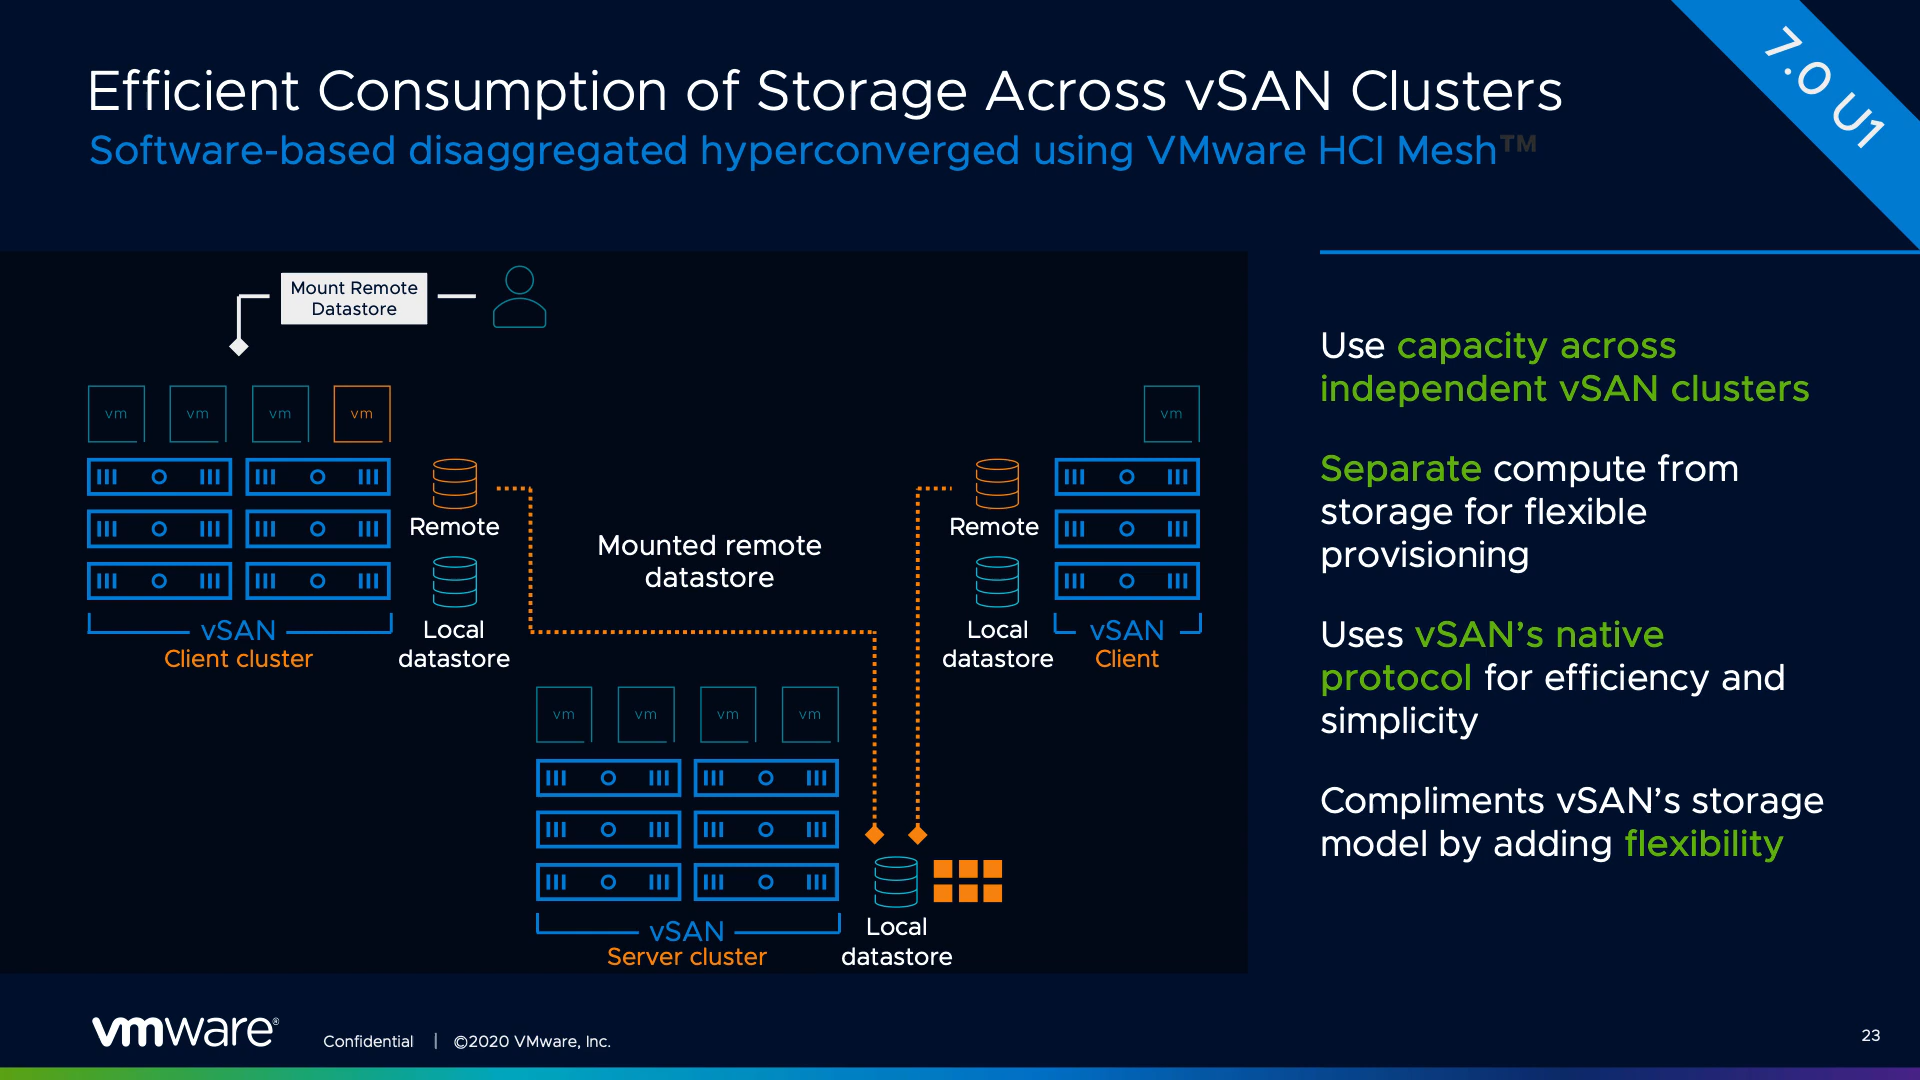 7.0 U1
Efficient Consumption of Storage Across vSAN Clusters
Software-based disaggregated hyperconverged using VMware HCI Mesh™
Mount Remote
Datastore
vm vm vm vm
Remote
Local
datastore
vSAN
Client cluster
Mounted remote
datastore
vm
Remote
Local
datastore
vSAN
Client
vm vm vm vm
vSAN
Server cluster
Local
datastore
Use capacity across
independent vSAN clusters
Separate compute from
storage for flexible
provisioning
Uses vSAN’s native
protocol for efficiency and
simplicity
Compliments vSAN’s storage
model by adding flexibility
vmware®
Confidential | ©2020 VMware, Inc.
23